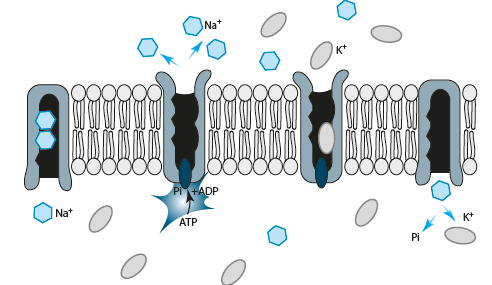 Na⁺
K⁺
Pi +ADP
ATP
Na⁺
K⁺
Pi